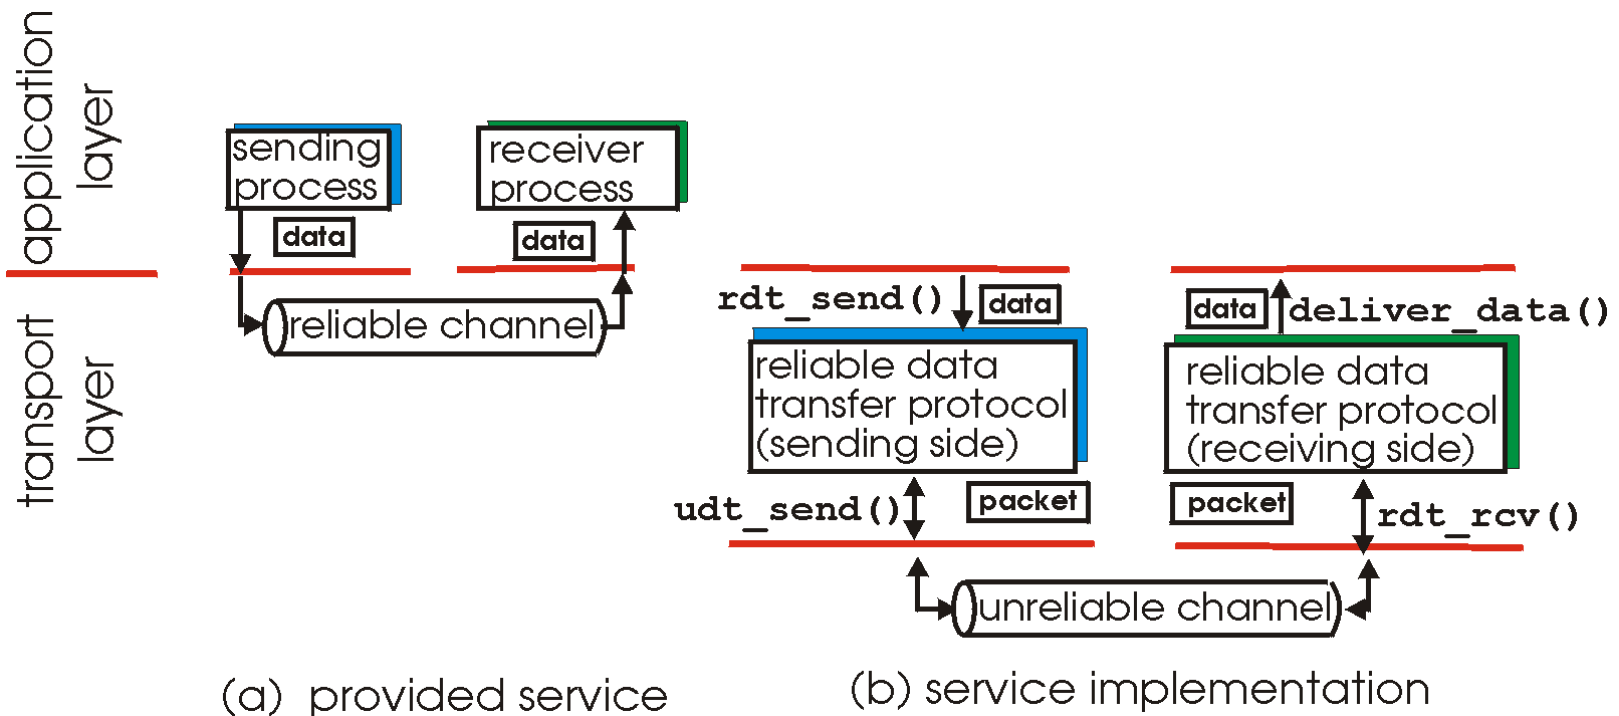 application
layer
transport
layer
sending
process
data
receiver
process
data
reliable channel
(a) provided service
rdt_send()
data
reliable data
transfer protocol
(sending side)
udt_send()
packet
data
deliver_data()
reliable data
transfer protocol
(receiving side)
packet
rdt_rcv()
unreliable channel
(b) service implementation